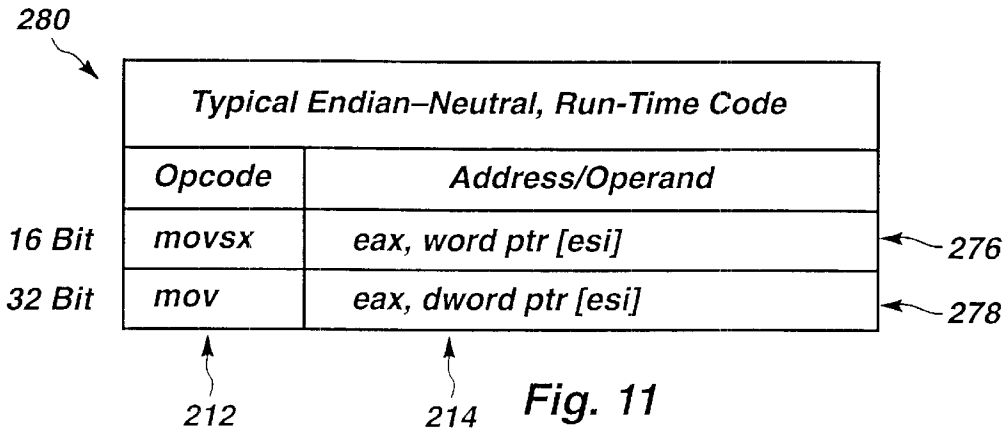 280
Typical Endian–Neutral, Run-Time Code
Opcode Address/Operand
16 Bit movsx eax, word ptr [esi] 276
32 Bit mov eax, dword ptr [esi] 278
212 214 Fig. 11